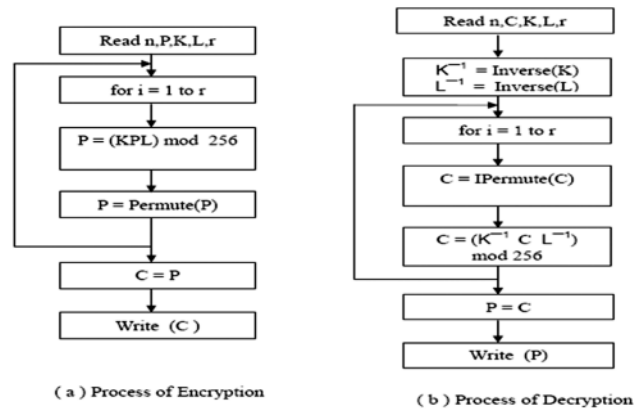 Read n,P,K,L,r
for i = 1 to r
P = (KPL) mod 256
P = Permute(P)
C = P
Write (C )
( a ) Process of Encryption
Read n,C,K,L,r
K⁻¹ = Inverse(K)
L⁻¹ = Inverse(L)
for i = 1 to r
C = IPermute(C)
C = (K⁻¹ C L⁻¹)
mod 256
P = C
Write (P)
( b ) Process of Decryption